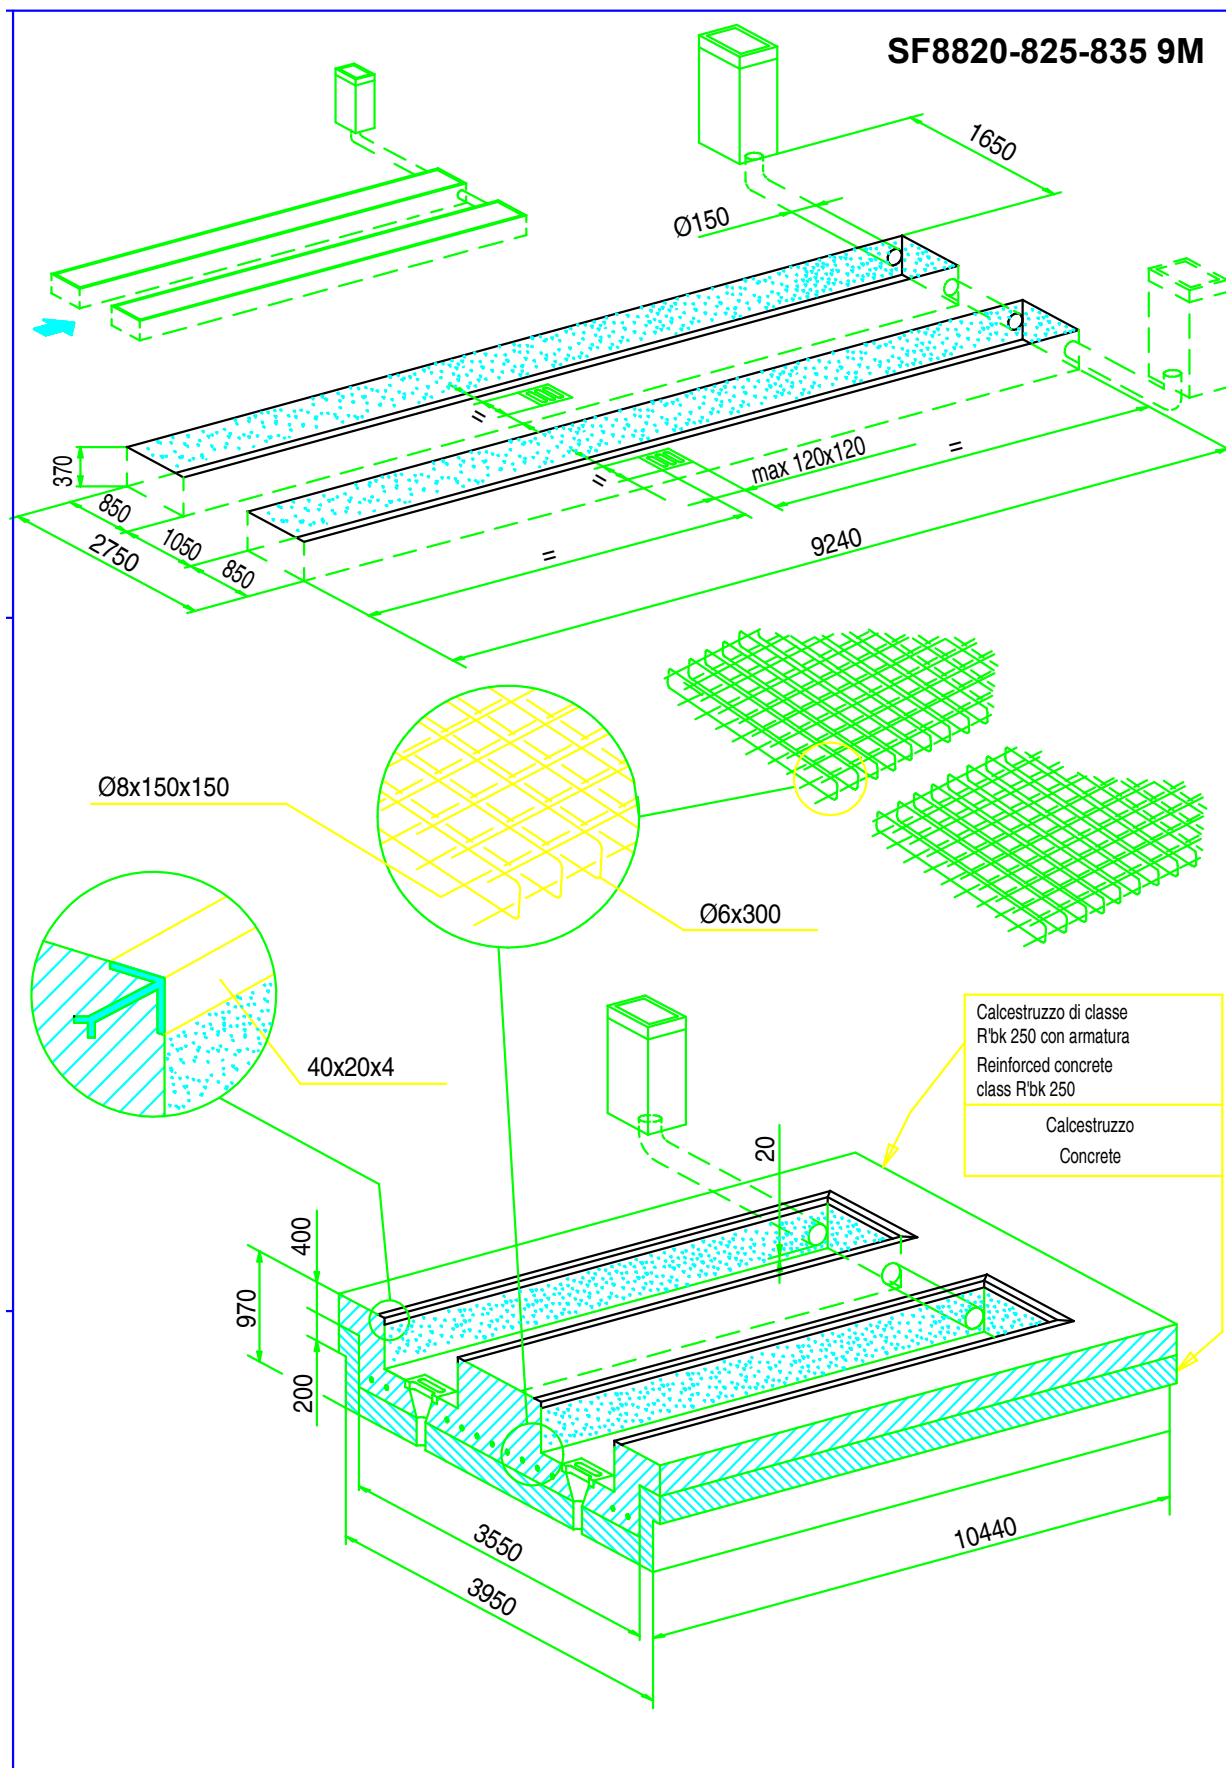 SF8820-825-835 9M
1650
Ø150
370
850
1050
850
2750
=
=
max 120x120
=
=
9240
Ø8x150x150
Ø6x300
40x20x4
Calcestruzzo di classe
R'bk 250 con armatura
Reinforced concrete
class R'bk 250
Calcestruzzo
Concrete
20
400
970
200
3550
3950
10440